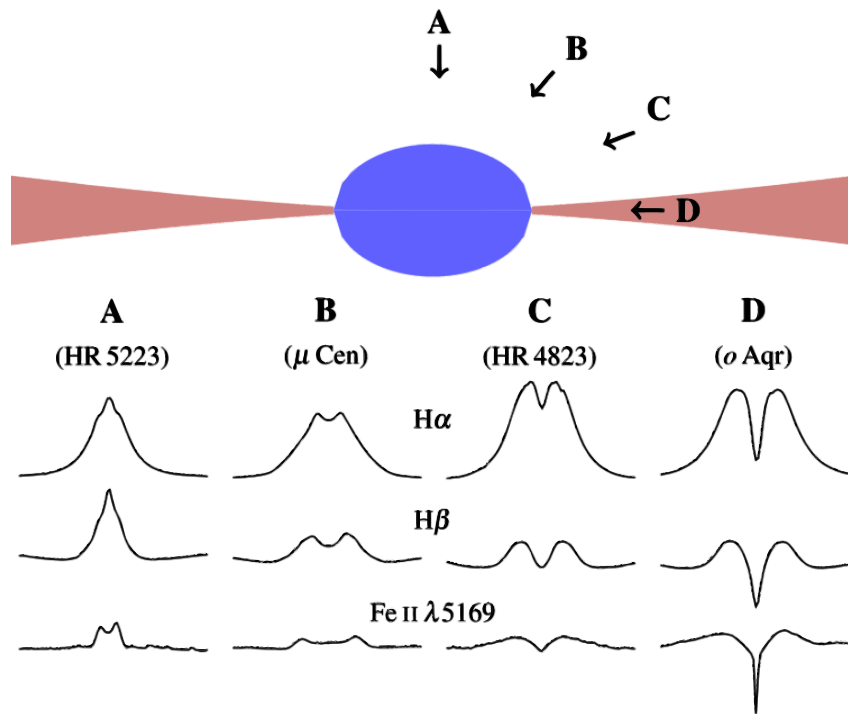 A
B
C
D
A B C D
(HR 5223) (μ Cen) (HR 4823) (o Aqr)
Hα
Hβ
Fe II λ5169